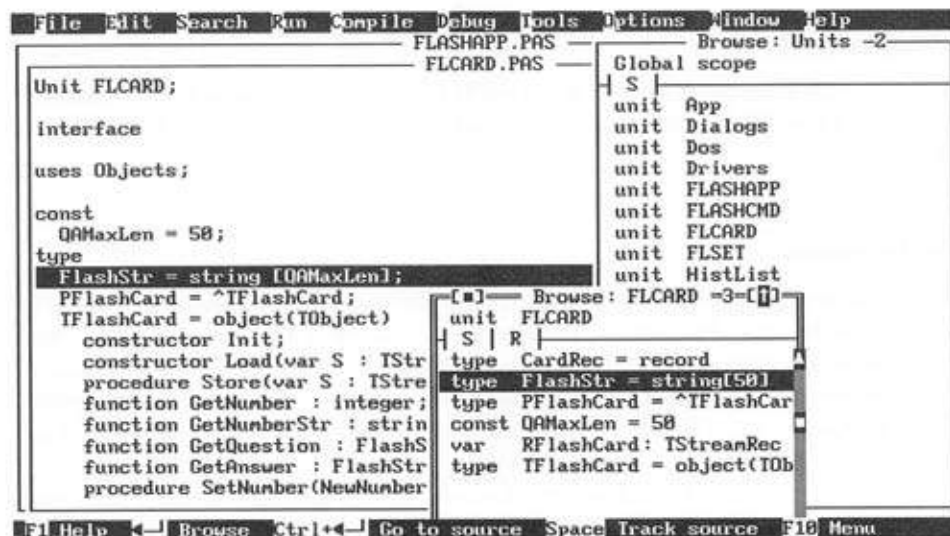 File Edit Search Run Compile Debug Tools Options Window Help
FLASHAPP.PAS
FLCARD.PAS
Unit FLCARD;
interface
uses Objects;
const
QAMaxLen = 50;
type
FlashStr = string [QAMaxLen];
PFlashCard = ^TFlashCard;
TFlashCard = object(TObject)
constructor Init;
constructor Load(var S : TStr
procedure Store(var S : TStre
function GetNumber : integer;
function GetNumberStr : strin
function GetQuestion : FlashS
function GetAnswer : FlashStr
procedure SetNumber(NewNumber
Browse: Units -2-
Global scope
S
unit App
unit Dialogs
unit Dos
unit Drivers
unit FLASHAPP
unit FLASHCMD
unit FLCARD
unit FLSET
unit HistList
[■] Browse: FLCARD =3=[↑]
unit FLCARD
S | R
type CardRec = record
type FlashStr = string[50]
type PFlashCard = ^TFlashCar
const QAMaxLen = 50
var RFlashCard: TStreamRec
type TFlashCard = object(TOb
F1 Help ◄─┘ Browse Ctrl+◄─┘ Go to source Space Track source F10 Menu